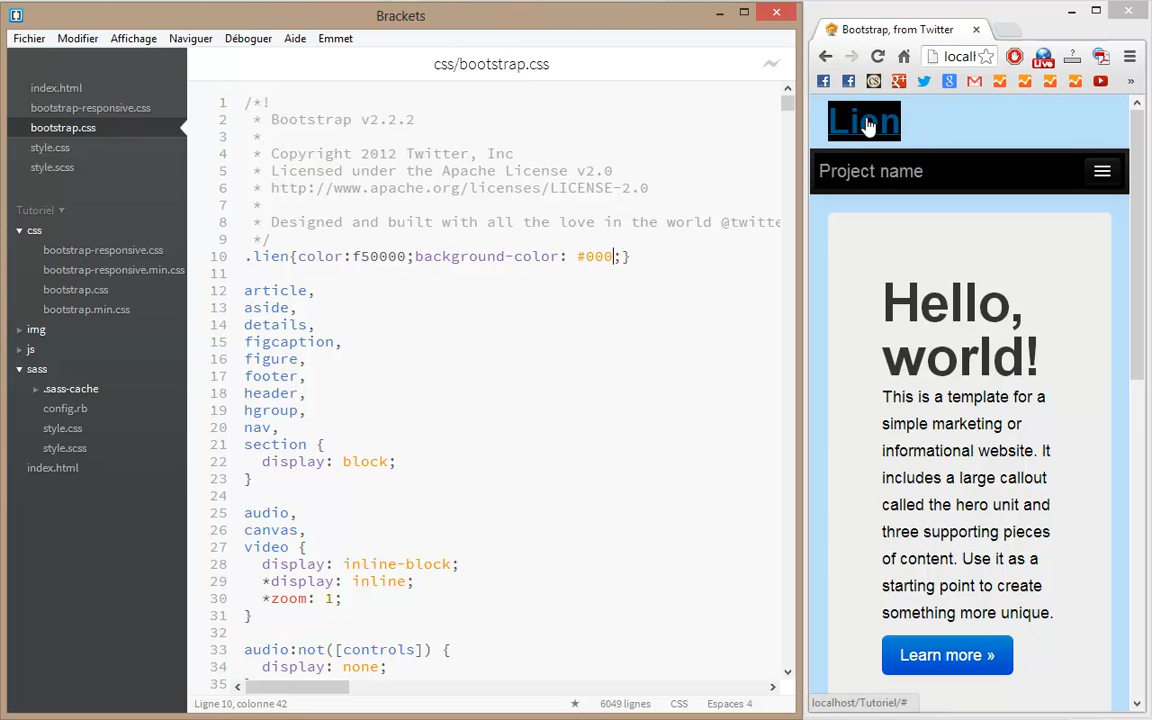 Brackets
Fichier Modifier Affichage Naviguer Déboguer Aide Emmet
index.html
bootstrap-responsive.css
bootstrap.css
style.css
style.scss
Tutoriel
css
bootstrap-responsive.css
bootstrap-responsive.min.css
bootstrap.css
bootstrap.min.css
img
js
sass
.sass-cache
config.rb
style.css
style.scss
index.html
css/bootstrap.css
1 /*!
2 * Bootstrap v2.2.2
3 *
4 * Copyright 2012 Twitter, Inc
5 * Licensed under the Apache License v2.0
6 * http://www.apache.org/licenses/LICENSE-2.0
7 *
8 * Designed and built with all the love in the world @twitte
9 */
10 .lien{color:f50000;background-color: #000;}
11
12 article,
13 aside,
14 details,
15 figcaption,
16 figure,
17 footer,
18 header,
19 hgroup,
20 nav,
21 section {
22 display: block;
23 }
24
25 audio,
26 canvas,
27 video {
28 display: inline-block;
29 *display: inline;
30 *zoom: 1;
31 }
32
33 audio:not([controls]) {
34 display: none;
35
Ligne 10, colonne 42 6049 lignes CSS Espaces 4
Bootstrap, from Twitter
localh
Live
Lien
Project name
Hello,
world!
This is a template for a
simple marketing or
informational website. It
includes a large callout
called the hero unit and
three supporting pieces
of content. Use it as a
starting point to create
something more unique.
Learn more »
localhost/Tutoriel/#